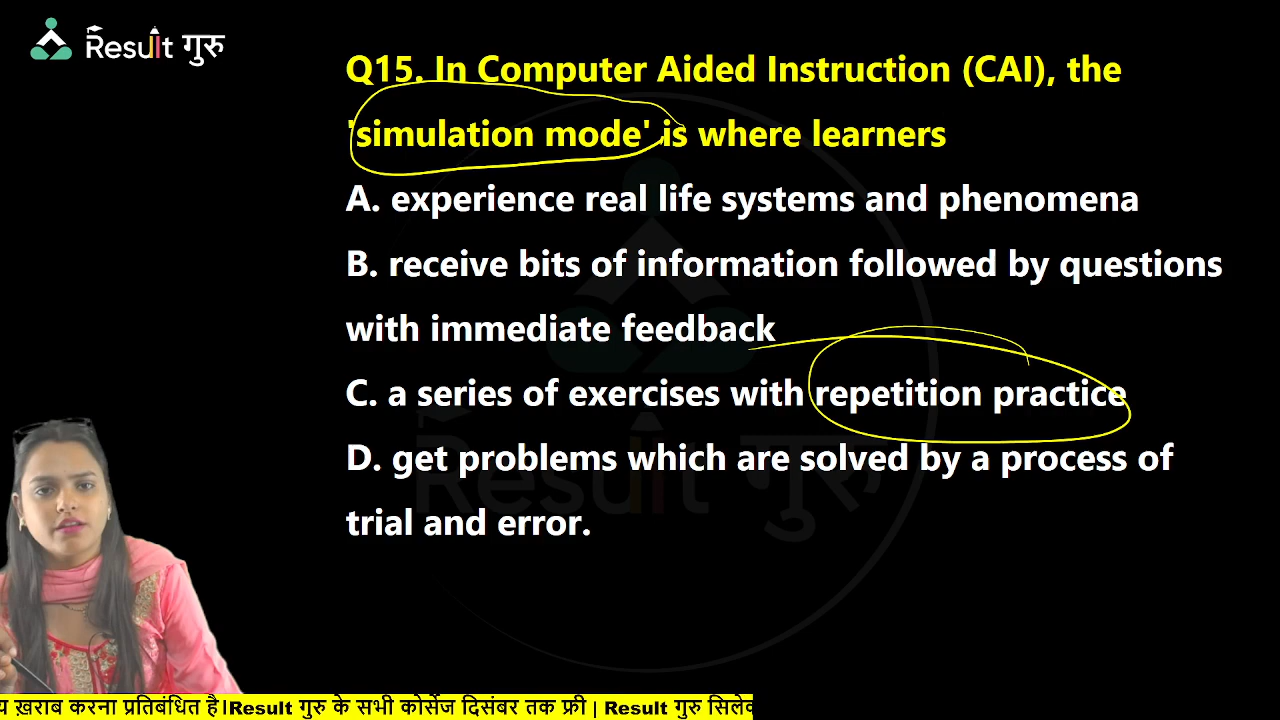 Result गुरु
Q15. In Computer Aided Instruction (CAI), the
'simulation mode' is where learners
A. experience real life systems and phenomena
B. receive bits of information followed by questions
with immediate feedback
C. a series of exercises with repetition practice
D. get problems which are solved by a process of
trial and error.
Result गुरु
ख़राब करना प्रतिबंधित है।Result गुरु के सभी कोर्सेज दिसंबर तक फ्री | Result गुरु